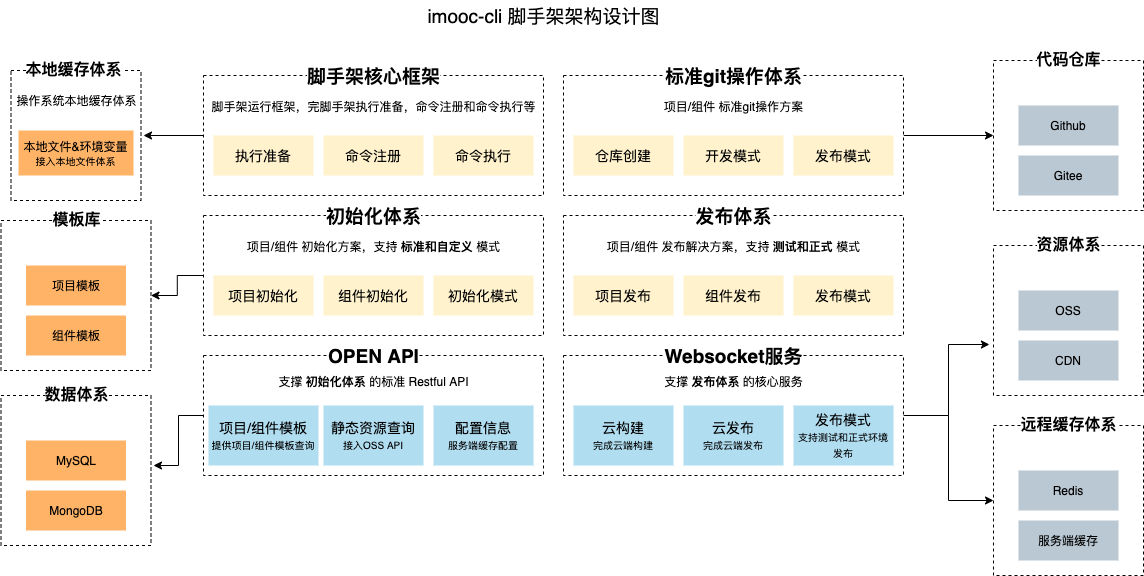 imooc-cli 脚手架架构设计图
本地缓存体系
操作系统本地缓存体系
本地文件&环境变量
接入本地文件体系
模板库
项目模板
组件模板
数据体系
MySQL
MongoDB
脚手架核心框架
脚手架运行框架，完脚手架执行准备，命令注册和命令执行等
执行准备
命令注册
命令执行
初始化体系
项目/组件 初始化方案，支持 标准和自定义 模式
项目初始化
组件初始化
初始化模式
OPEN API
支撑 初始化体系 的标准 Restful API
项目/组件模板
提供项目/组件模板查询
静态资源查询
接入OSS API
配置信息
服务端缓存配置
标准git操作体系
项目/组件 标准git操作方案
仓库创建
开发模式
发布模式
发布体系
项目/组件 发布解决方案，支持 测试和正式 模式
项目发布
组件发布
发布模式
Websocket服务
支撑 发布体系 的核心服务
云构建
完成云端构建
云发布
完成云端发布
发布模式
支持测试和正式环境
发布
代码仓库
Github
Gitee
资源体系
OSS
CDN
远程缓存体系
Redis
服务端缓存